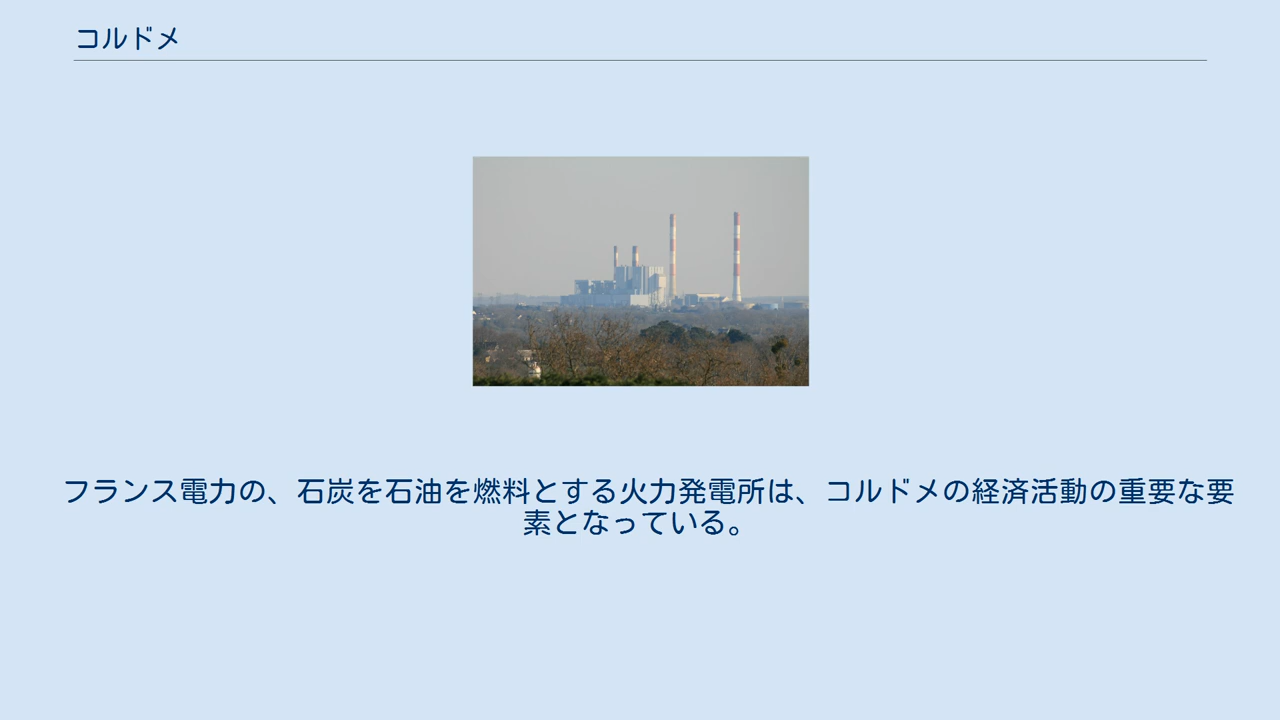 コルドメ
フランス電力の、石炭を石油を燃料とする火力発電所は、コルドメの経済活動の重要な要
素となっている。